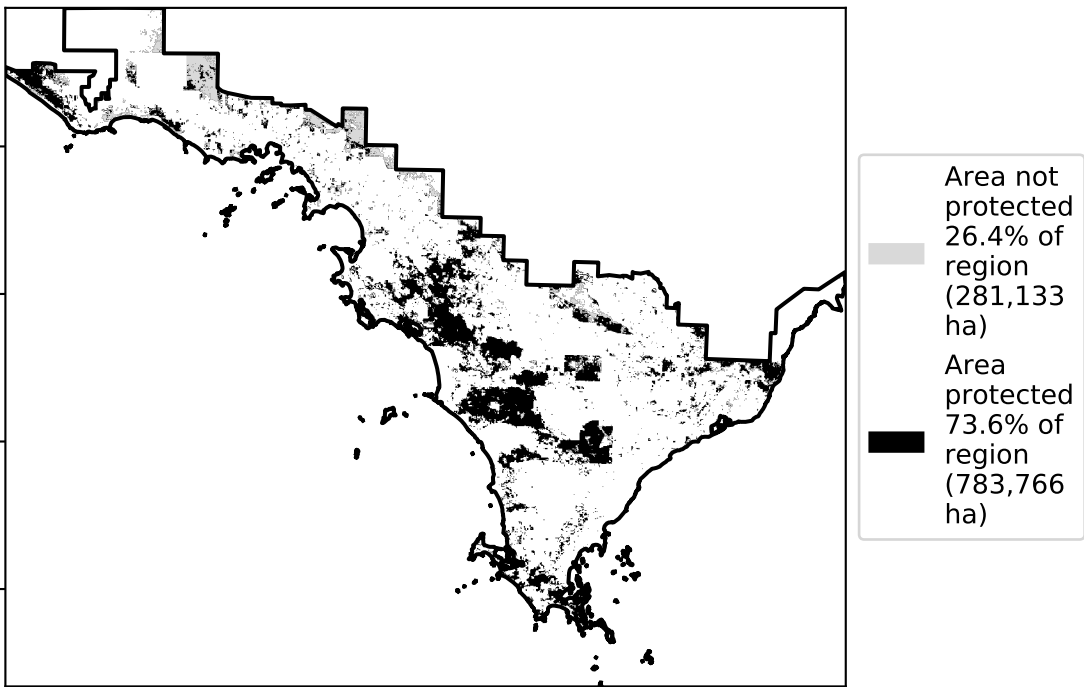 Area not
protected
26.4% of
region
(281,133
ha)
Area
protected
73.6% of
region
(783,766
ha)